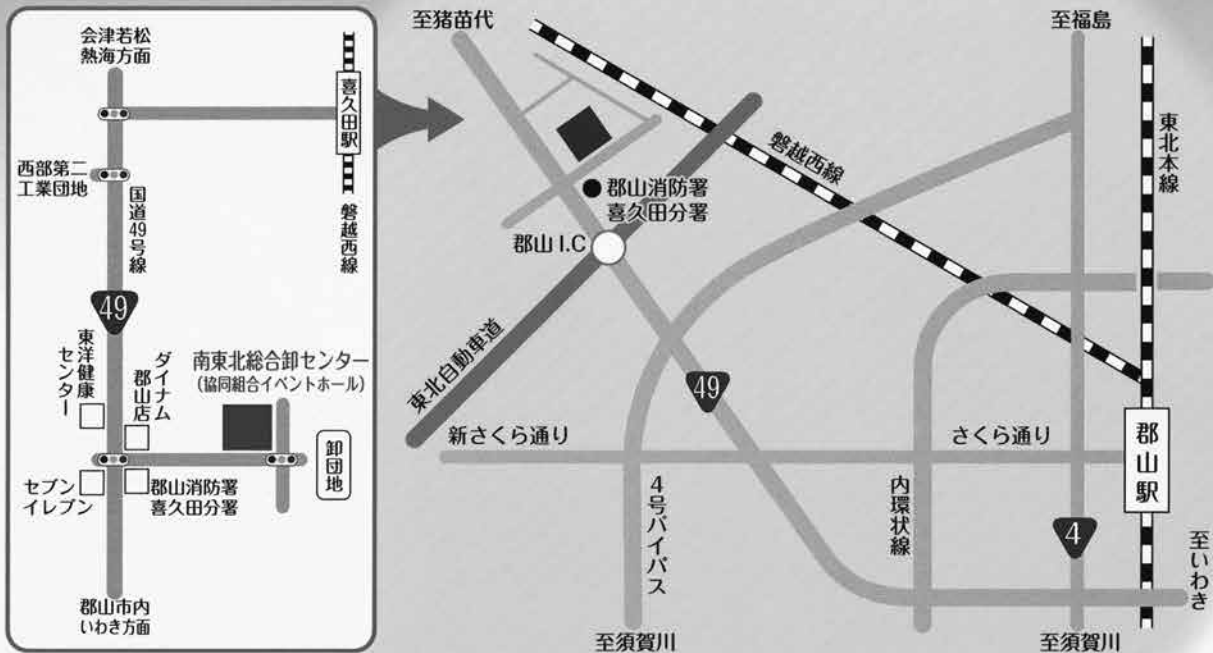 会津若松
熱海方面
喜久田駅
西部第二
工業団地
国道49号線
磐越西線
49
東洋健康
センター
ダイナム
郡山店
南東北総合卸センター
(協同組合イベントホール)
卸団地
セブン
イレブン
郡山消防署
喜久田分署
郡山市内
いわき方面
至猪苗代
至福島
磐越西線
東北本線
郡山消防署
喜久田分署
郡山I.C
東北自動車道
49
新さくら通り
さくら通り
郡山駅
4号バイパス
内環状線
4
至いわき
至須賀川
至須賀川